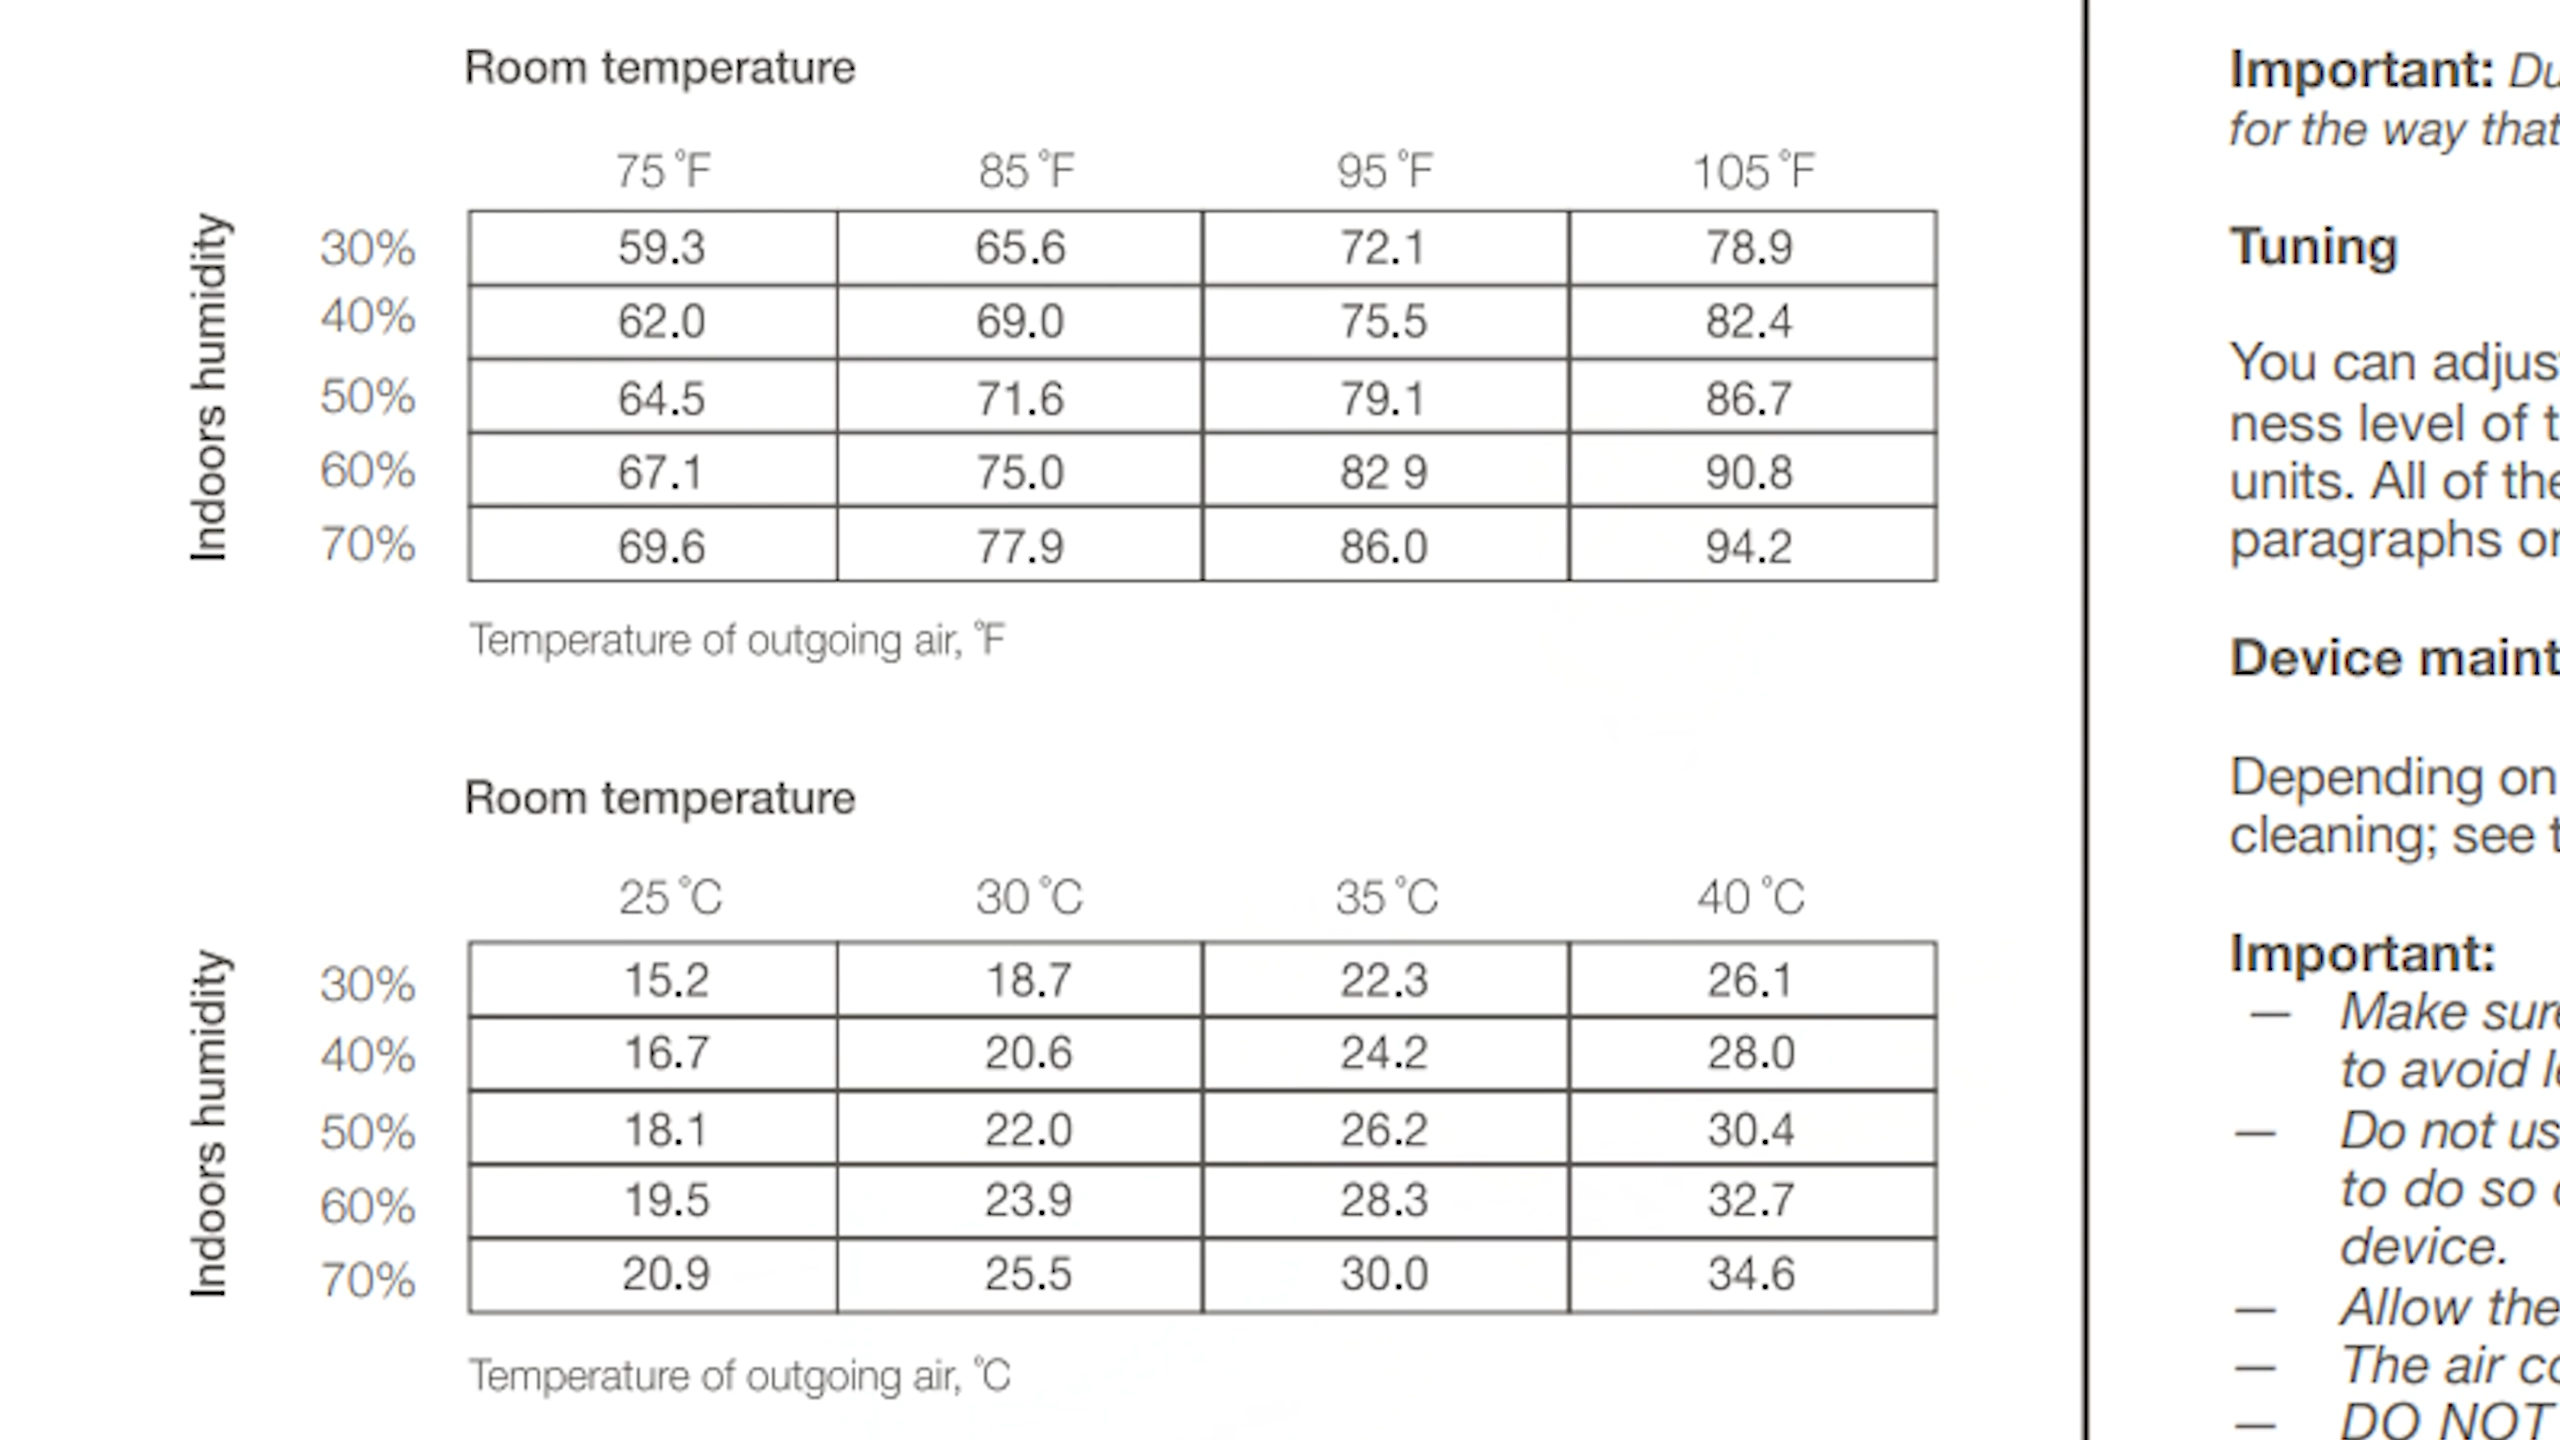 Room temperature
75 °F 85 °F 95 °F 105 °F
Indoors humidity
30% 59.3 65.6 72.1 78.9
40% 62.0 69.0 75.5 82.4
50% 64.5 71.6 79.1 86.7
60% 67.1 75.0 82 9 90.8
70% 69.6 77.9 86.0 94.2
Temperature of outgoing air, °F
Room temperature
25 °C 30 °C 35 °C 40 °C
Indoors humidity
30% 15.2 18.7 22.3 26.1
40% 16.7 20.6 24.2 28.0
50% 18.1 22.0 26.2 30.4
60% 19.5 23.9 28.3 32.7
70% 20.9 25.5 30.0 34.6
Temperature of outgoing air, °C
Important:
for the way that
Tuning
You can
ness level of
units. All of
paragraphs
Device
Depending on
cleaning; see
Important:
— Make
to avoid
— Do not
to do so
device.
— Allow the
— The air
— DO NOT